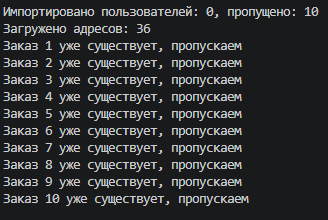 Импортировано пользователей: 0, пропущено: 10
Загружено адресов: 36
Заказ 1 уже существует, пропускаем
Заказ 2 уже существует, пропускаем
Заказ 3 уже существует, пропускаем
Заказ 4 уже существует, пропускаем
Заказ 5 уже существует, пропускаем
Заказ 6 уже существует, пропускаем
Заказ 7 уже существует, пропускаем
Заказ 8 уже существует, пропускаем
Заказ 9 уже существует, пропускаем
Заказ 10 уже существует, пропускаем